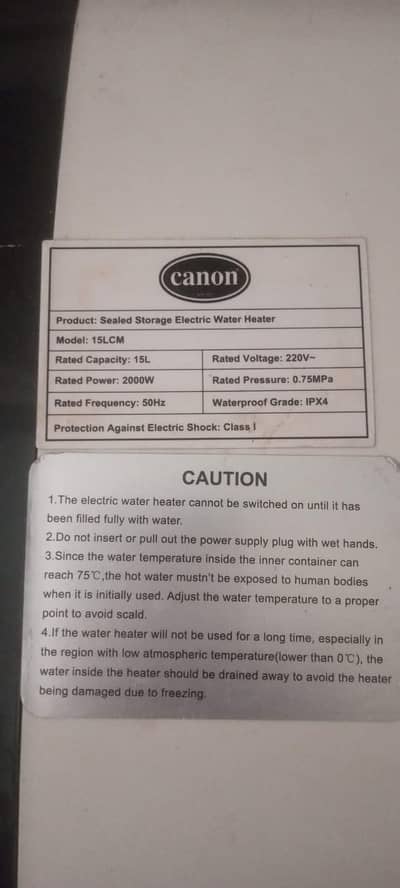 canon
Product: Sealed Storage Electric Water Heater
Model: 15LCM
Rated Capacity: 15L Rated Voltage: 220V~
Rated Power: 2000W Rated Pressure: 0.75MPa
Rated Frequency: 50Hz Waterproof Grade: IPX4
Protection Against Electric Shock: Class I
CAUTION
1.The electric water heater cannot be switched on until it has
been filled fully with water.
2.Do not insert or pull out the power supply plug with wet hands.
3.Since the water temperature inside the inner container can
reach 75℃,the hot water mustn't be exposed to human bodies
when it is initially used. Adjust the water temperature to a proper
point to avoid scald.
4.If the water heater will not be used for a long time, especially in
the region with low atmospheric temperature(lower than 0℃), the
water inside the heater should be drained away to avoid the heater
being damaged due to freezing.